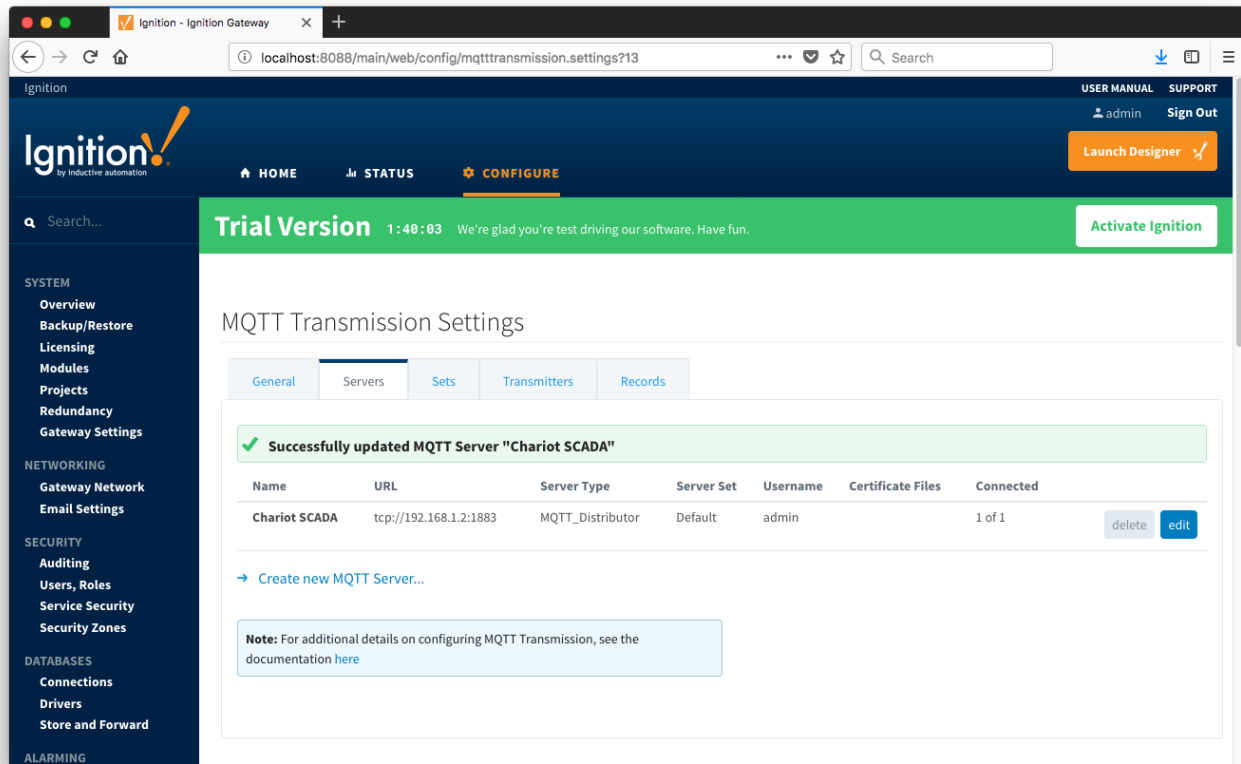 Ignition - Ignition Gateway
localhost:8088/main/web/config/mqtttransmission.settings?13
Search
Ignition
USER MANUAL SUPPORT
admin Sign Out
Ignition!
by inductive automation
Launch Designer
HOME STATUS CONFIGURE
Search...
Trial Version 1:40:03 We're glad you're test driving our software. Have fun.
Activate Ignition
SYSTEM
Overview
Backup/Restore
Licensing
Modules
Projects
Redundancy
Gateway Settings
NETWORKING
Gateway Network
Email Settings
SECURITY
Auditing
Users, Roles
Service Security
Security Zones
DATABASES
Connections
Drivers
Store and Forward
ALARMING
MQTT Transmission Settings
General Servers Sets Transmitters Records
Successfully updated MQTT Server "Chariot SCADA"
Name URL Server Type Server Set Username Certificate Files Connected
Chariot SCADA tcp://192.168.1.2:1883 MQTT_Distributor Default admin 1 of 1
delete edit
Create new MQTT Server...
Note: For additional details on configuring MQTT Transmission, see the
documentation here